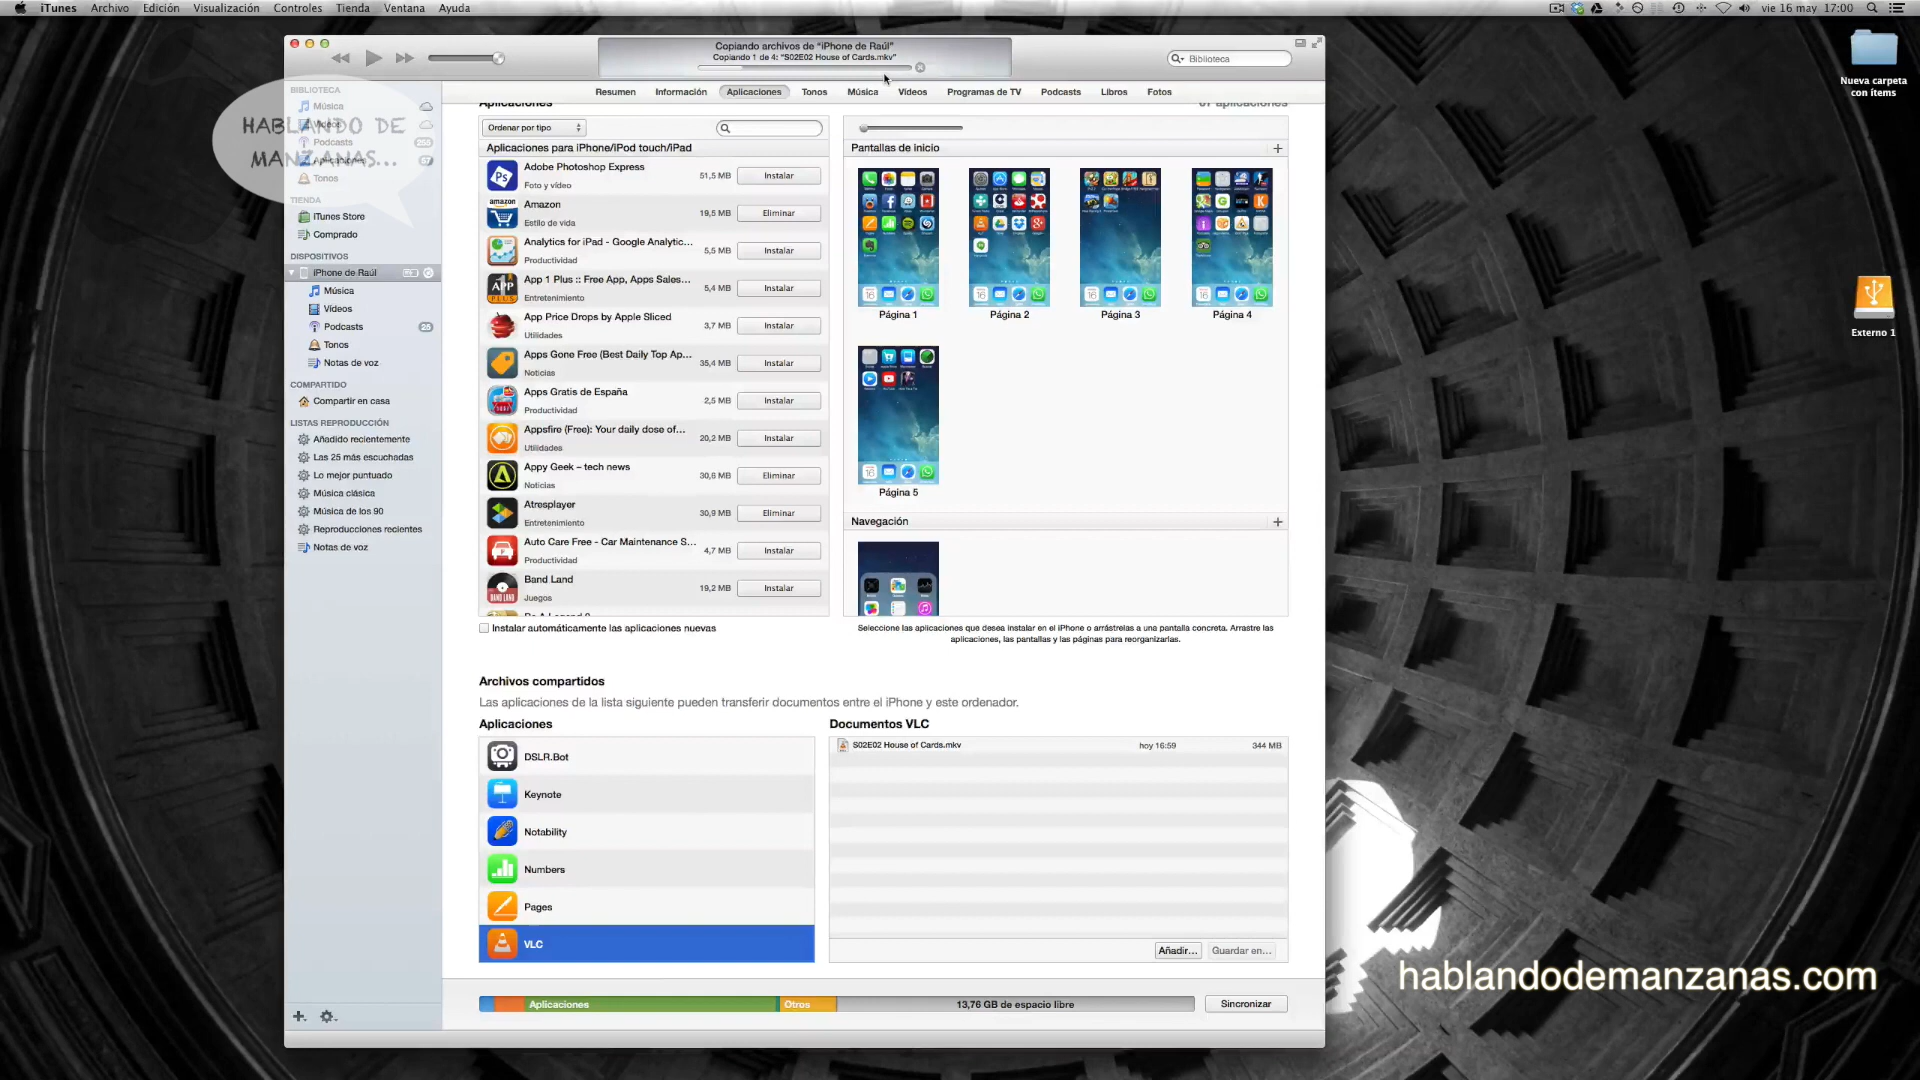 iTunes Archivo Edición Visualización Controles Tienda Ventana Ayuda
vie 16 may 17:00
Copiando archivos de “iPhone de Raúl”
Copiando 1 de 4: “S02E02 House of Cards.mkv”
Biblioteca
Nueva carpeta
con ítems
Externo 1
BIBLIOTECA
Música
Podcasts
Tonos
HABLANDO DE
MANZANAS...
TIENDA
iTunes Store
Comprado
DISPOSITIVOS
iPhone de Raúl
Música
Vídeos
Podcasts 25
Tonos
Notas de voz
COMPARTIDO
Compartir en casa
LISTAS REPRODUCCIÓN
Añadido recientemente
Las 25 más escuchadas
Lo mejor puntuado
Música clásica
Música de los 90
Reproducciones recientes
Notas de voz
Resumen Información Aplicaciones Tonos Música Vídeos Programas de TV Podcasts Libros Fotos
Aplicaciones
aplicaciones
Ordenar por tipo
Aplicaciones para iPhone/iPod touch/iPad
Adobe Photoshop Express
Foto y vídeo
51,5 MB Instalar
Amazon
Estilo de vida
19,5 MB Eliminar
Analytics for iPad - Google Analytic...
Productividad
5,5 MB Instalar
App 1 Plus :: Free App, Apps Sales...
Entretenimiento
5,4 MB Instalar
App Price Drops by Apple Sliced
Utilidades
3,7 MB Instalar
Apps Gone Free (Best Daily Top Ap...
Noticias
35,4 MB Instalar
Apps Gratis de España
Productividad
2,5 MB Instalar
Appsfire (Free): Your daily dose of...
Utilidades
20,2 MB Instalar
Appy Geek – tech news
Noticias
30,6 MB Eliminar
Atresplayer
Entretenimiento
30,9 MB Eliminar
Auto Care Free - Car Maintenance S...
Productividad
4,7 MB Instalar
Band Land
Juegos
19,2 MB Instalar
Instalar automáticamente las aplicaciones nuevas
Pantallas de inicio
Página 1
Página 2
Página 3
Página 4
Página 5
Navegación
Seleccione las aplicaciones que desea instalar en el iPhone o arrástrelas a una pantalla concreta. Arrastre las
aplicaciones, las pantallas y las páginas para reorganizarlas.
Archivos compartidos
Las aplicaciones de la lista siguiente pueden transferir documentos entre el iPhone y este ordenador.
Aplicaciones
DSLR.Bot
Keynote
Notability
Numbers
Pages
VLC
Documentos VLC
S02E02 House of Cards.mkv hoy 16:59 344 MB
Añadir... Guardar en...
Aplicaciones Otros 13,76 GB de espacio libre Sincronizar
hablandodemanzanas.com